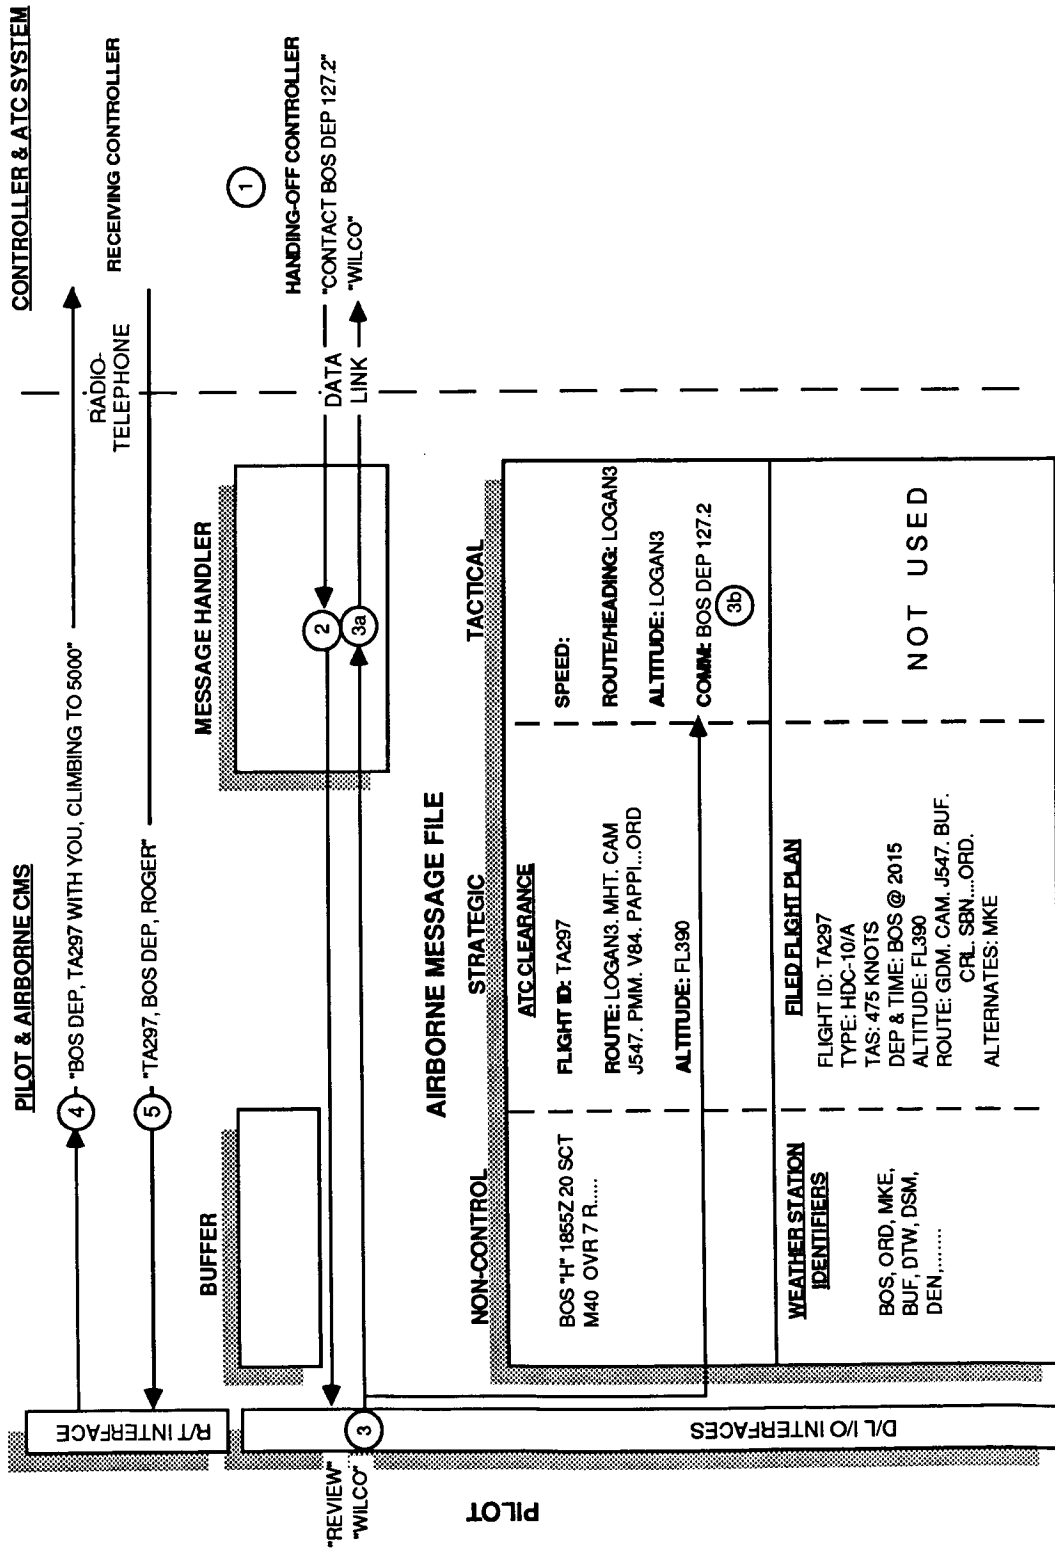 PILOT & AIRBORNE CMS
CONTROLLER & ATC SYSTEM
R/T INTERFACE
4
"BOS DEP, TA297 WITH YOU, CLIMBING TO 5000"
RADIO-
TELEPHONE
RECEIVING CONTROLLER
5
"TA297, BOS DEP, ROGER"
BUFFER
MESSAGE HANDLER
1
HANDING-OFF CONTROLLER
"REVIEW"
"WILCO"
3
2
3a
DATA
LINK
"CONTACT BOS DEP 127.2"
"WILCO"
PILOT
D/L I/O INTERFACES
AIRBORNE MESSAGE FILE
NON-CONTROL
STRATEGIC
TACTICAL
BOS "H" 1855Z 20 SCT
M40 OVR 7 R.....
ATC CLEARANCE
FLIGHT ID: TA297
ROUTE: LOGAN3. MHT. CAM
J547. PMM. V84. PAPPI...ORD
ALTITUDE: FL390
SPEED:
ROUTE/HEADING: LOGAN3
ALTITUDE: LOGAN3
COMM: BOS DEP 127.2
3b
WEATHER STATION
IDENTIFIERS
BOS, ORD, MKE,
BUF, DTW, DSM,
DEN,.......
FILED FLIGHT PLAN
FLIGHT ID: TA297
TYPE: HDC-10/A
TAS: 475 KNOTS
DEP & TIME: BOS @ 2015
ALTITUDE: FL390
ROUTE: GDM. CAM. J547. BUF.
CRL. SBN....ORD.
ALTERNATES: MKE
NOT USED